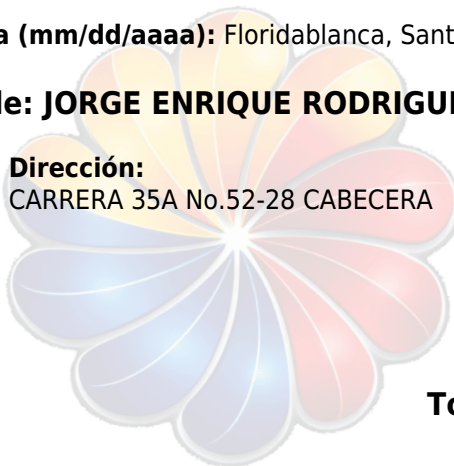 a (mm/dd/aaaa): Floridablanca, Sant
le: JORGE ENRIQUE RODRIGU
Dirección:
CARRERA 35A No.52-28 CABECERA
To